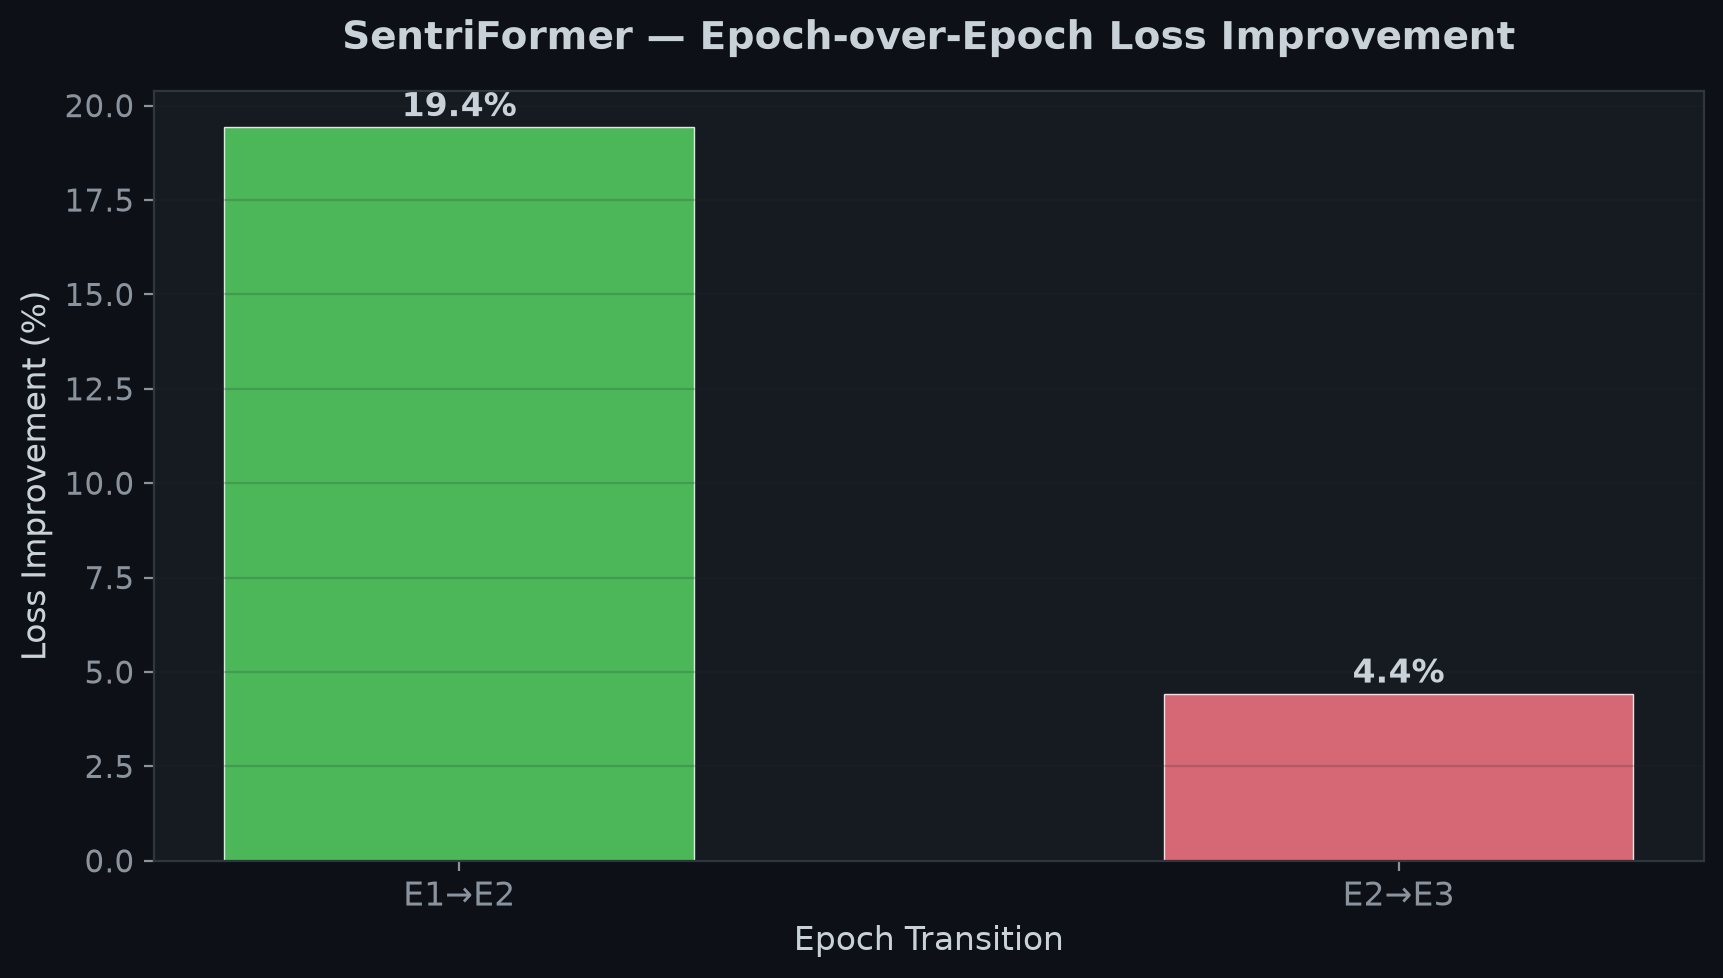 SentriFormer — Epoch-over-Epoch Loss Improvement
Loss Improvement (%)
20.0
17.5
15.0
12.5
10.0
7.5
5.0
2.5
0.0
19.4%
4.4%
E1→E2
E2→E3
Epoch Transition